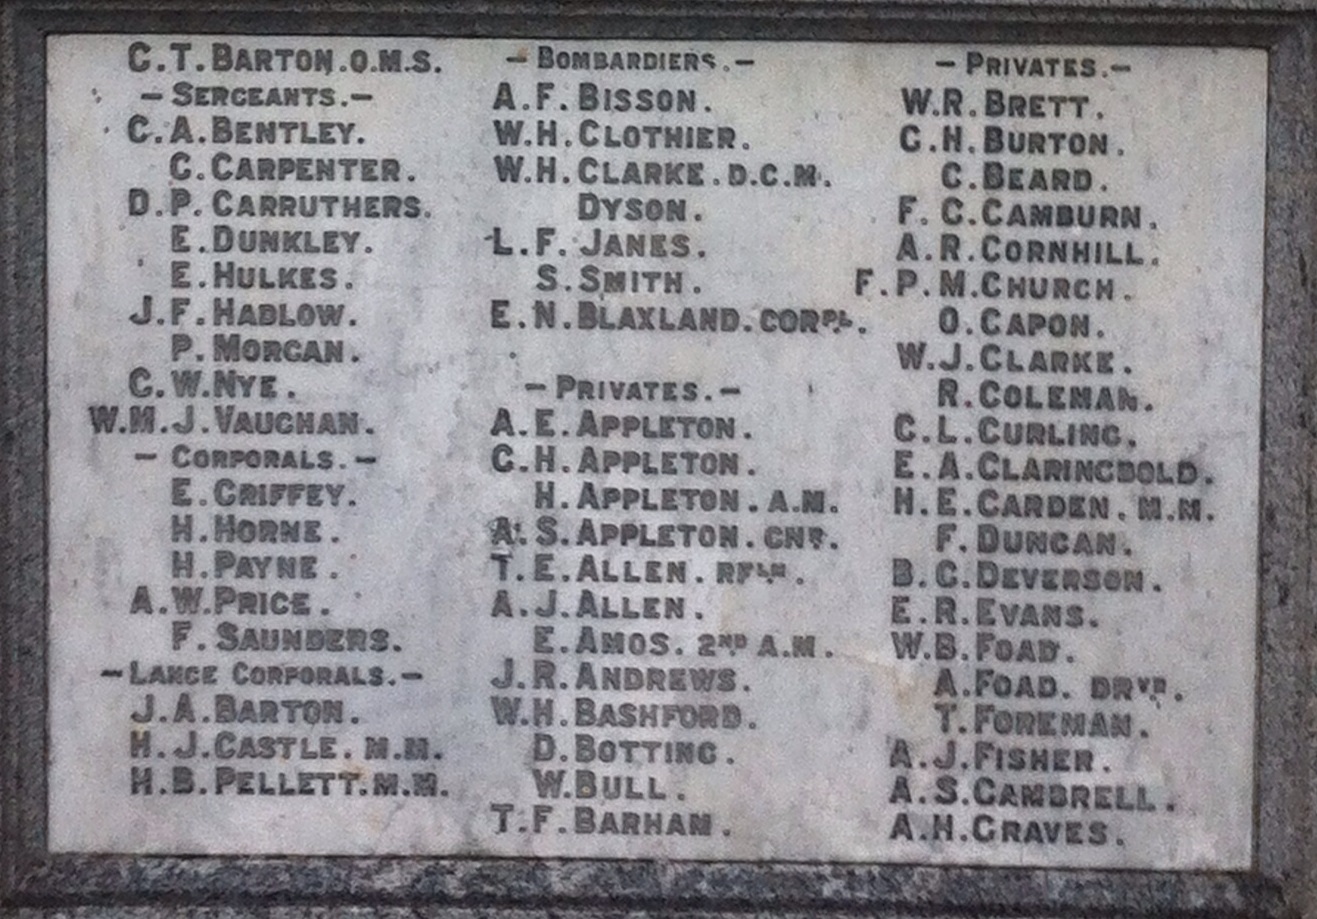 C.T. BARTON. Q.M.S.
– SERGEANTS. –
C.A. BENTLEY.
C. CARPENTER.
D.P. CARRUTHERS.
E. DUNKLEY.
E. HULKES.
J.F. HADLOW.
P. MORGAN.
C.W. NYE.
W.M.J. VAUGHAN.
– CORPORALS. –
E. GRIFFEY.
H. HORNE.
H. PAYNE.
A.W. PRICE.
F. SAUNDERS.
– LANCE CORPORALS. –
J.A. BARTON.
H.J. CASTLE. M.M.
H.B. PELLETT. M.M.
– BOMBARDIERS. –
A.F. BISSON.
W.H. CLOTHIER.
W.H. CLARKE. D.C.M.
DYSON.
L.F. JANES.
S. SMITH.
E.N. BLAXLAND. CORPL.
– PRIVATES. –
A.E. APPLETON.
C.H. APPLETON.
H. APPLETON. A.M.
A.S. APPLETON. GNR.
T.E. ALLEN. RFLN.
A.J. ALLEN.
E. AMOS. 2ND A.M.
J.R. ANDREWS.
W.H. BASHFORD.
D. BOTTING.
W. BULL.
T.F. BARHAM.
– PRIVATES. –
W.R. BRETT.
G.H. BURTON.
C. BEARD.
F.G. CAMBURN.
A.R. CORNHILL.
F.P.M. CHURCH.
O. CAPON.
W.J. CLARKE.
R. COLEMAN.
C.L. CURLING.
E.A. CLARINGBOLD.
H.E. CARDEN. M.M.
F. DUNCAN.
B.C. DEVERSON.
E.R. EVANS.
W.B. FOAD.
A. FOAD. DRVR.
T. FOREMAN.
A.J. FISHER.
A.S. GAMBRELL.
A.H. GRAVES.